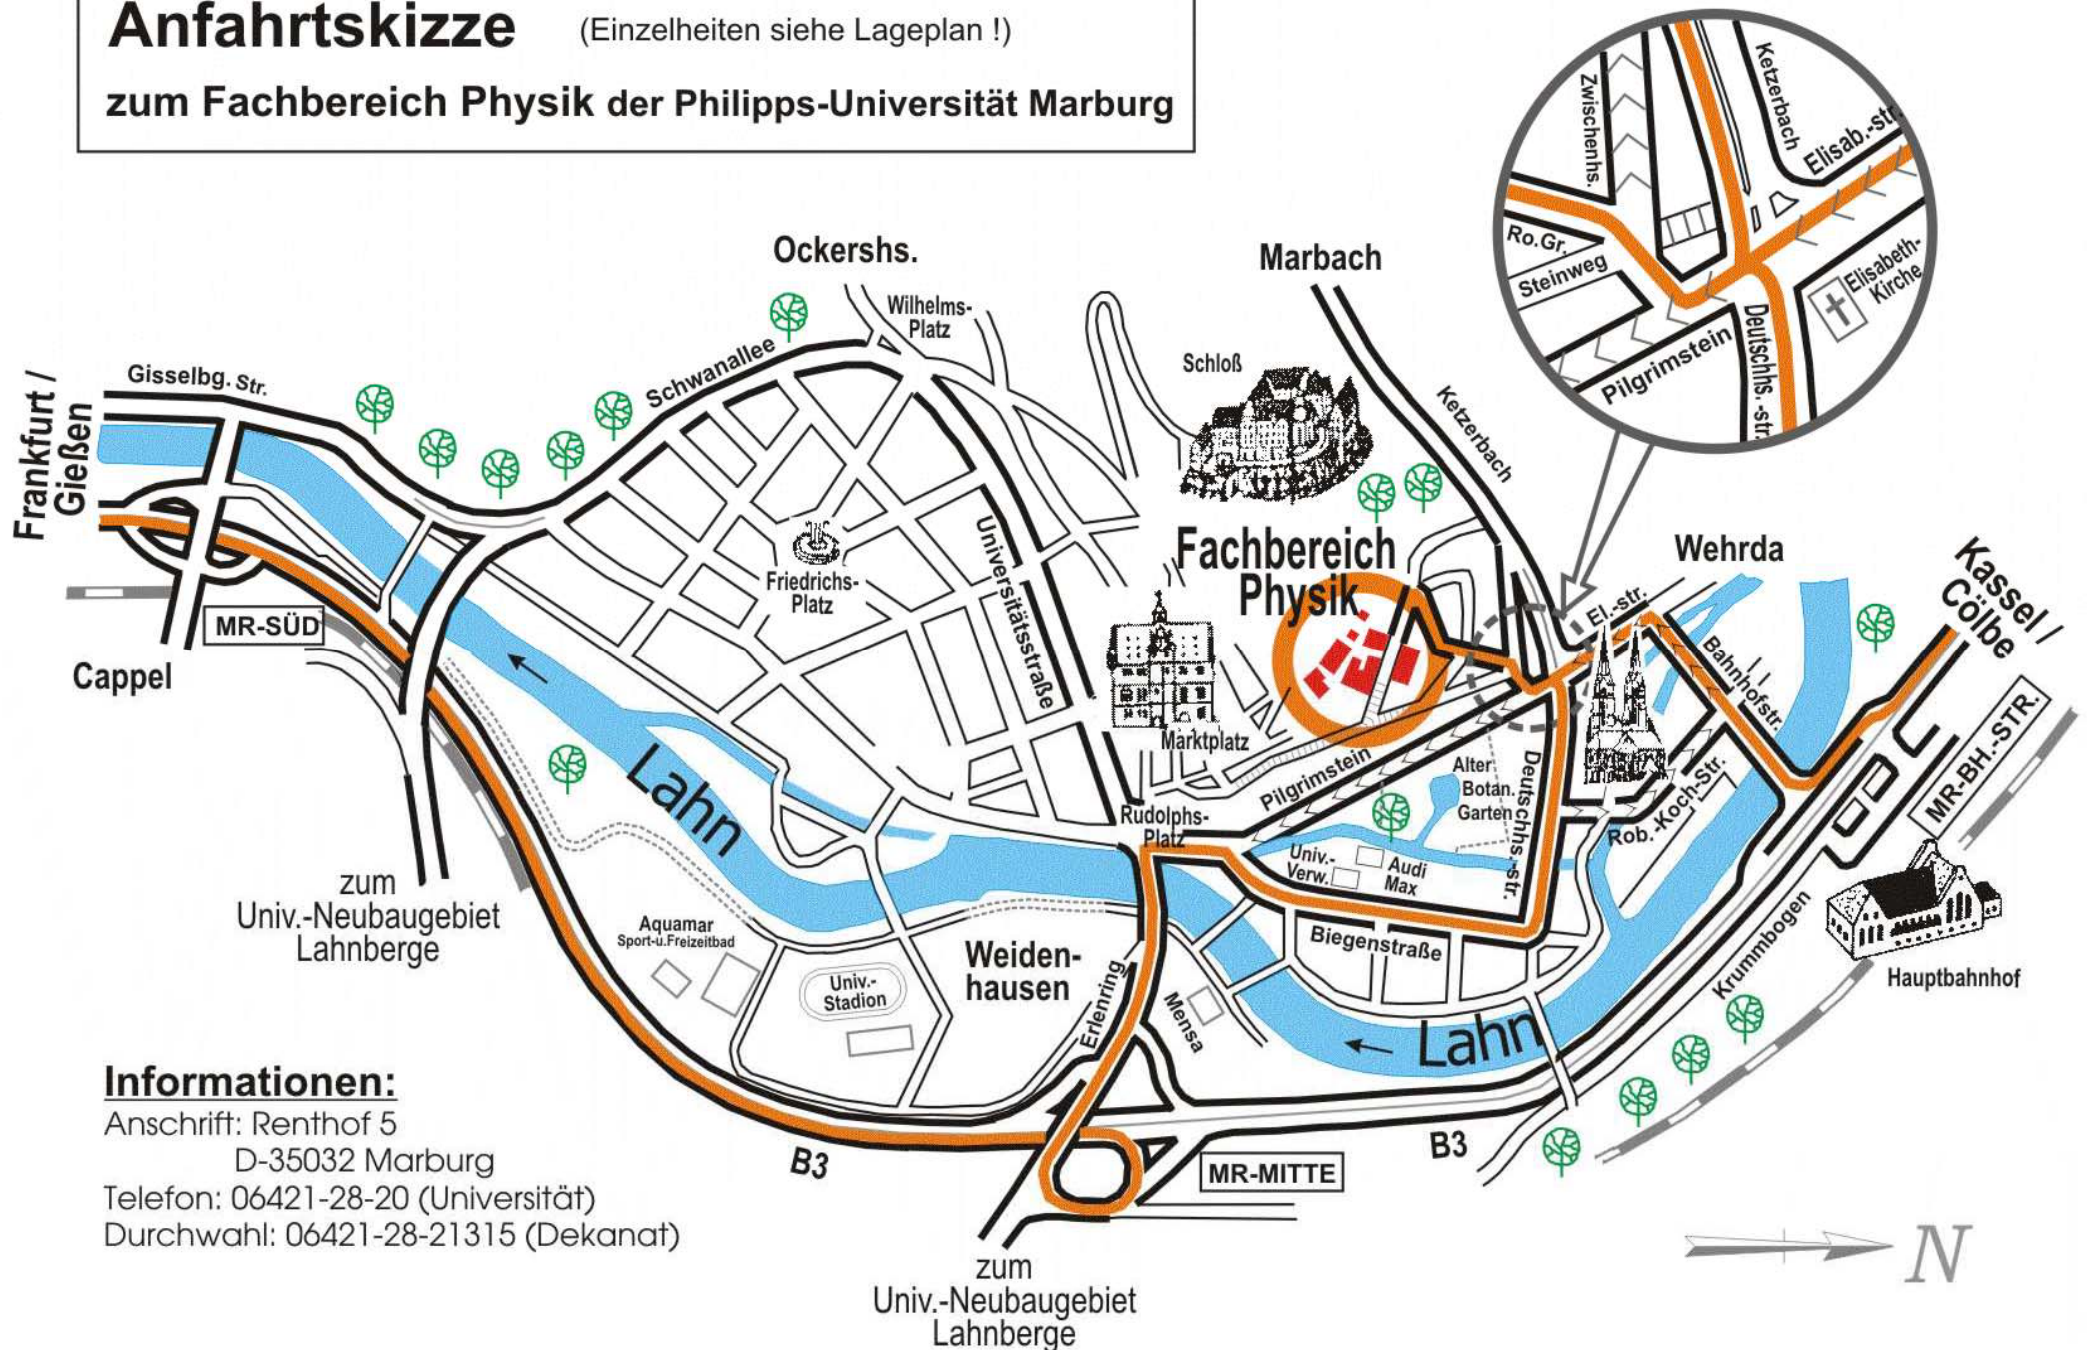 Anfahrtskizze (Einzelheiten siehe Lageplan !)
zum Fachbereich Physik der Philipps-Universität Marburg
Zwischenhs.
Ketzerbach
Elisab.-str.
Ro.Gr.
Steinweg
Elisabeth-
Kirche
Pilgrimstein
Deutschhs.-str.
Ockershs.
Marbach
Wilhelms-
Platz
Schloß
Schwanallee
Gisselbg. Str.
Frankfurt /
Gießen
Ketzerbach
Universitätsstraße
Fachbereich
Physik
Wehrda
Kassel /
Cölbe
Friedrichs-
Platz
El.-str.
MR-SÜD
Cappel
Bahnhofstr.
MR-BH.-STR.
Marktplatz
Pilgrimstein
Alter
Botan.
Garten
Deutschhs.-str.
Rob.-Koch-Str.
Lahn
Rudolphs-
Platz
Univ.-
Verw.
Audi
Max
zum
Univ.-Neubaugebiet
Lahnberge
Aquamar
Sport-u.Freizeitbad
Univ.-
Stadion
Weiden-
hausen
Biegenstraße
Krummbogen
Hauptbahnhof
Erlenring
Mensa
Lahn
Informationen:
Anschrift: Renthof 5
D-35032 Marburg
Telefon: 06421-28-20 (Universität)
Durchwahl: 06421-28-21315 (Dekanat)
B3
B3
MR-MITTE
zum
Univ.-Neubaugebiet
Lahnberge
N